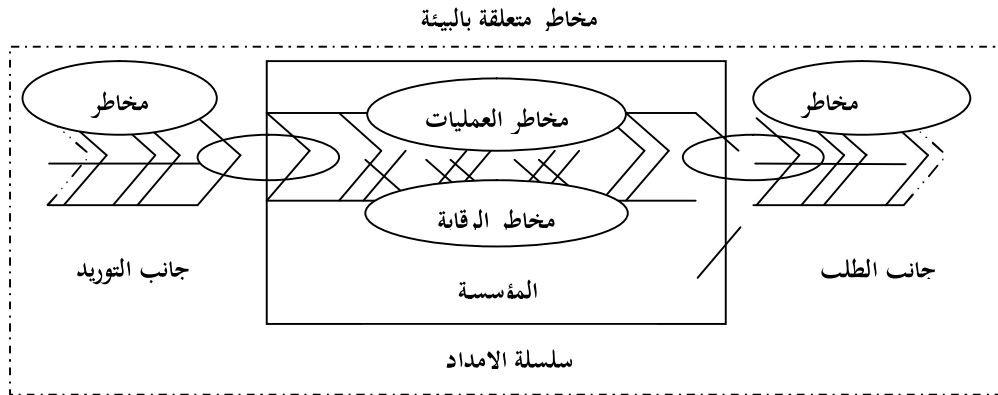 مخاطر متعلقة بالبيئة
مخاطر
مخاطر العمليات
مخاطر
مخاطر الرقابة
جانب الطلب
جانب التوريد
المؤسسة
سلسلة الامداد